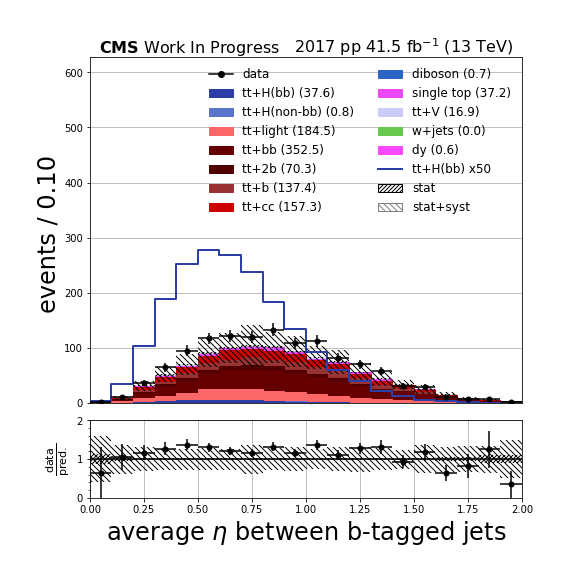 CMS Work In Progress 2017 pp 41.5 fb⁻¹ (13 TeV)
600
500
400
300
200
100
0
events / 0.10
data
tt+H(bb) (37.6)
tt+H(non-bb) (0.8)
tt+light (184.5)
tt+bb (352.5)
tt+2b (70.3)
tt+b (137.4)
tt+cc (157.3)
diboson (0.7)
single top (37.2)
tt+V (16.9)
w+jets (0.0)
dy (0.6)
tt+H(bb) x50
stat
stat+syst
2
1
0
data
pred.
0.00 0.25 0.50 0.75 1.00 1.25 1.50 1.75 2.00
average η between b-tagged jets